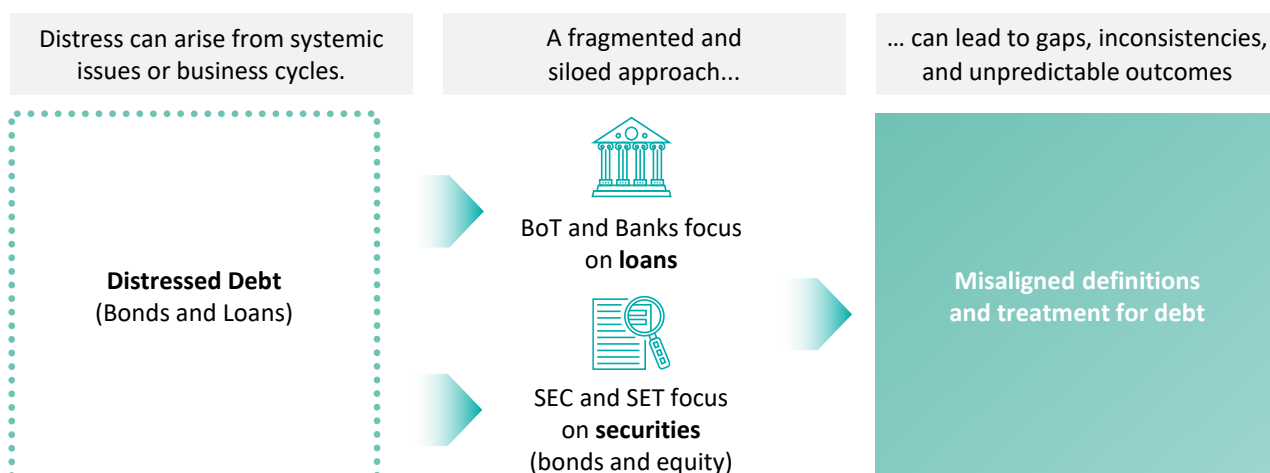 Distress can arise from systemic
issues or business cycles.
A fragmented and
siloed approach...
... can lead to gaps, inconsistencies,
and unpredictable outcomes
Distressed Debt
(Bonds and Loans)
BoT and Banks focus
on loans
SEC and SET focus
on securities
(bonds and equity)
Misaligned definitions
and treatment for debt